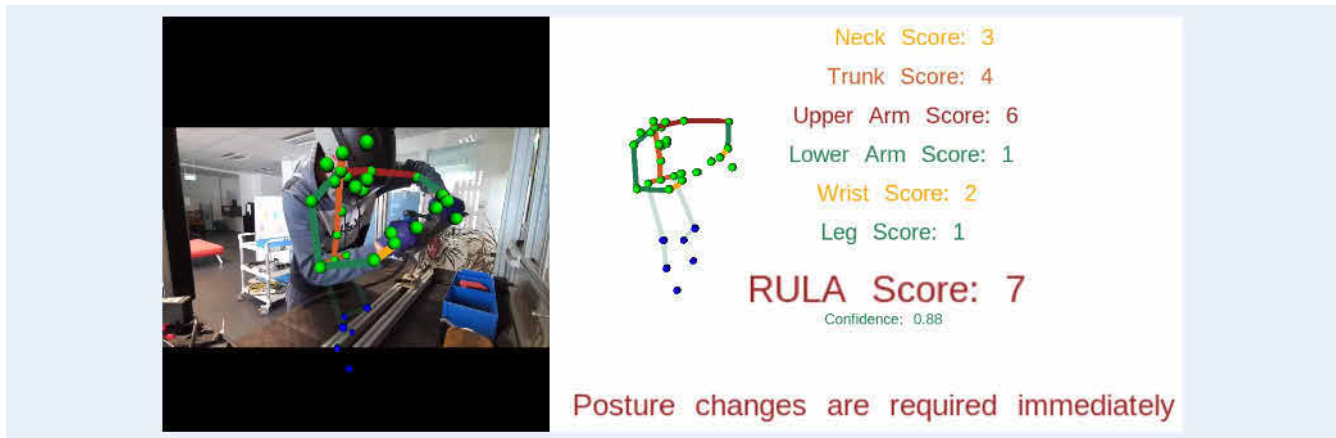 Neck Score: 3
Trunk Score: 4
Upper Arm Score: 6
Lower Arm Score: 1
Wrist Score: 2
Leg Score: 1
RULA Score: 7
Confidence: 0.88
Posture changes are required immediately